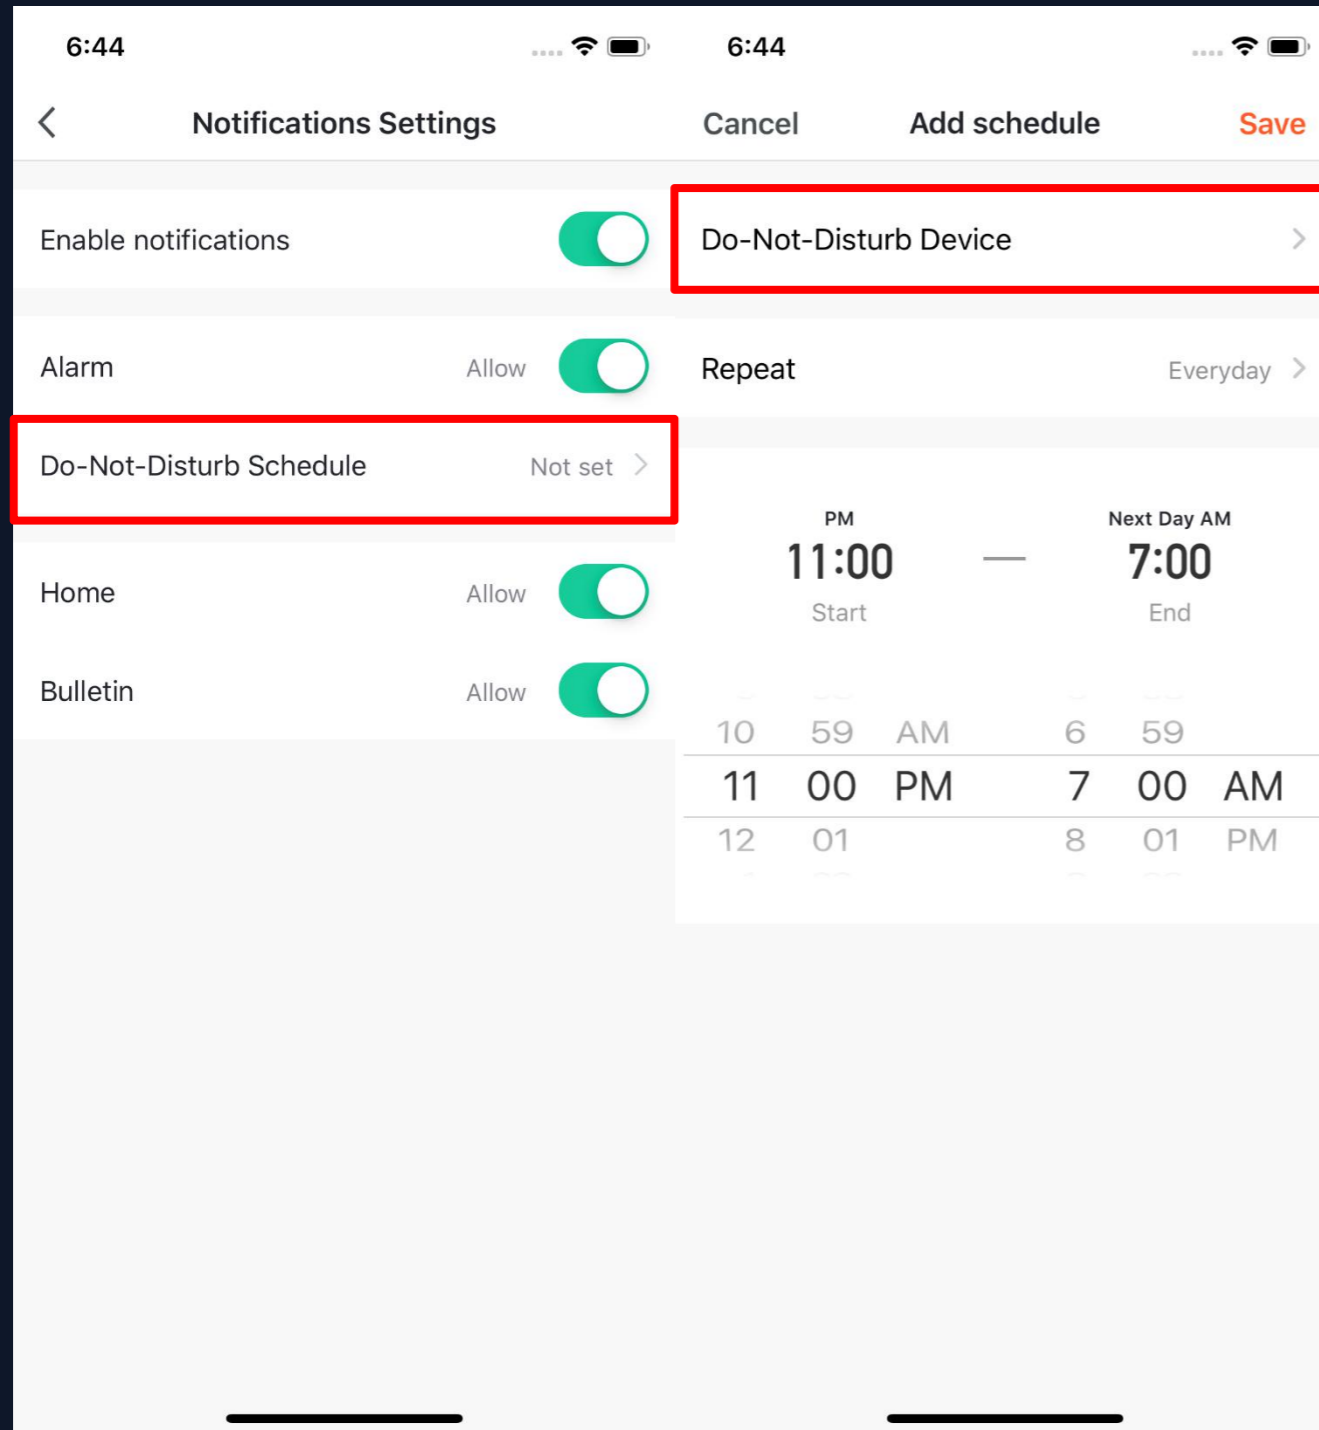 6:44
Notifications Settings
Enable notifications
Alarm Allow
Do-Not-Disturb Schedule Not set
Home Allow
Bulletin Allow
6:44
Cancel Add schedule Save
Do-Not-Disturb Device
Repeat Everyday
PM Next Day AM
11:00 — 7:00
Start End
10 59 AM 6 59
11 00 PM 7 00 AM
12 01 8 01 PM